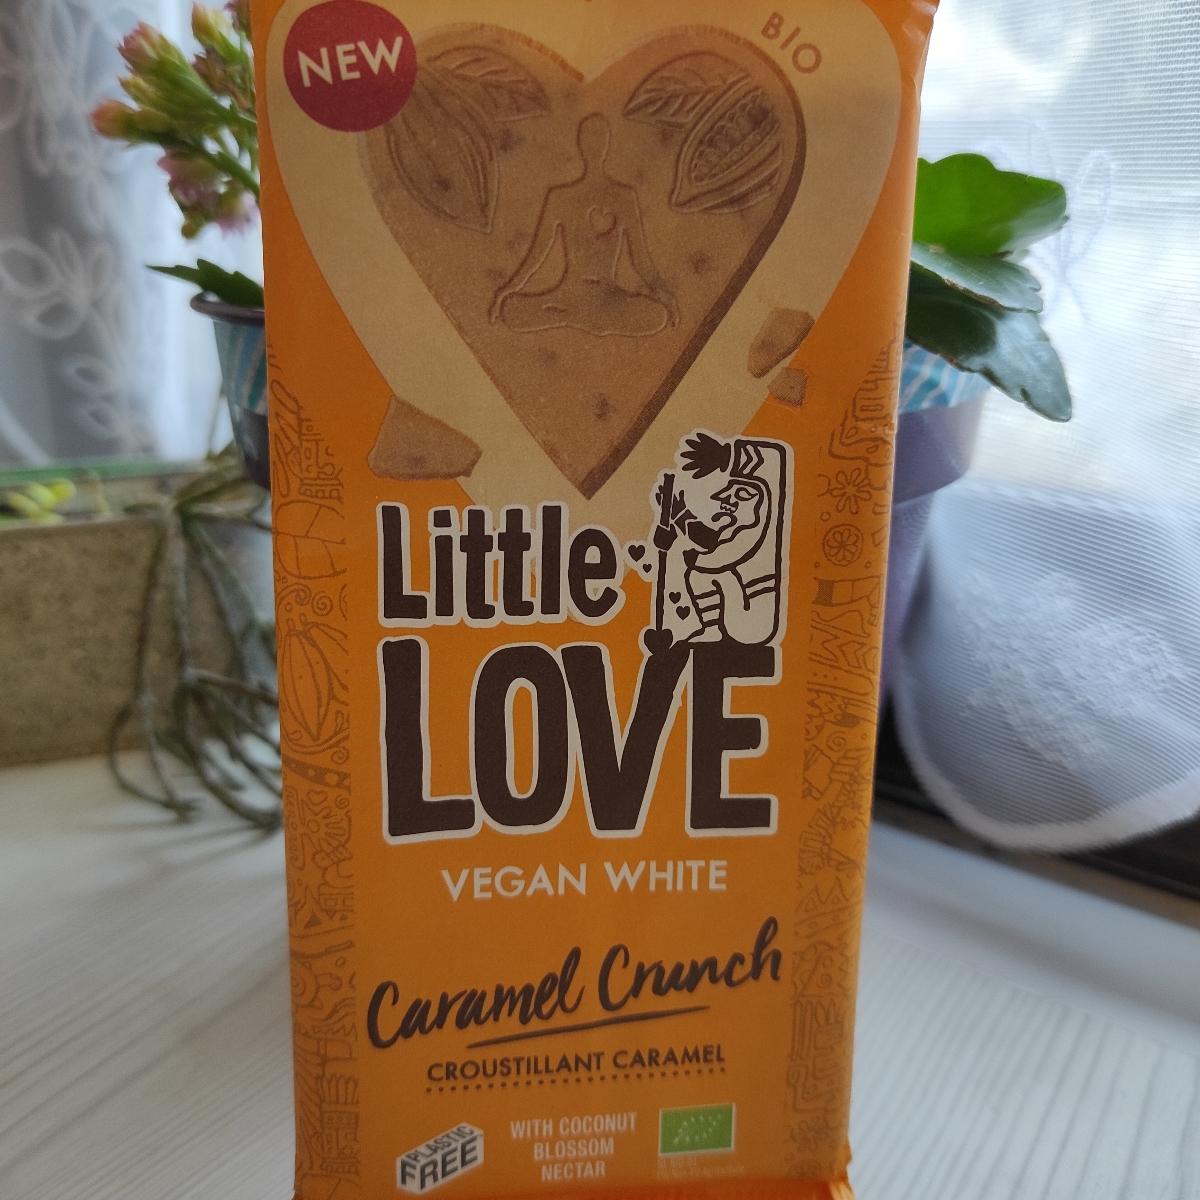 NEW
BIO
Little
LOVE
VEGAN WHITE
Caramel Crunch
CROUSTILLANT CARAMEL
PLASTIC
FREE
WITH COCONUT
BLOSSOM
NECTAR